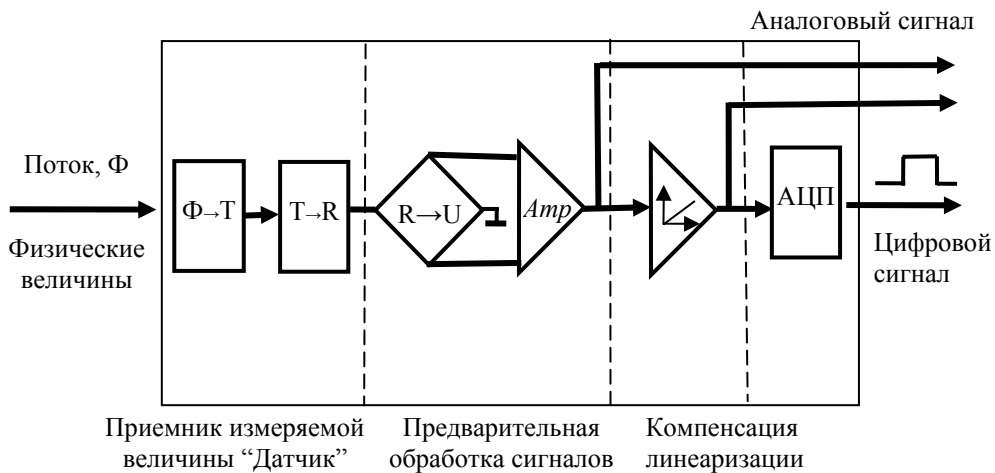 Аналоговый сигнал
Поток, Ф
Физические
величины
Ф→T
T→R
R→U
Amp
АЦП
Цифровой
сигнал
Приемник измеряемой
величины “Датчик”
Предварительная
обработка сигналов
Компенсация
линеаризации